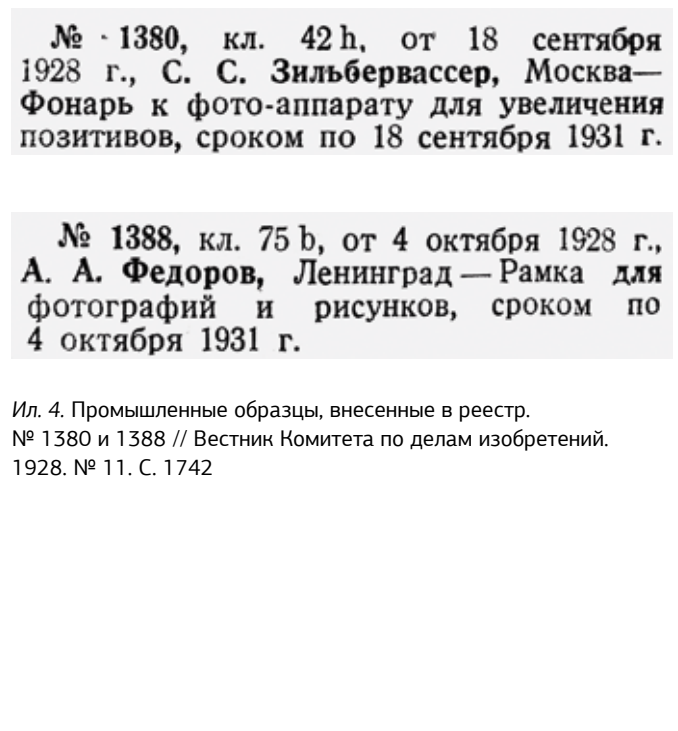 № 1380, кл. 42 h, от 18 сентября
1928 г., С. С. Зильбервассер, Москва—
Фонарь к фото-аппарату для увеличения
позитивов, сроком по 18 сентября 1931 г.
№ 1388, кл. 75 b, от 4 октября 1928 г.,
А. А. Федоров, Ленинград — Рамка для
фотографий и рисунков, сроком по
4 октября 1931 г.
Ил. 4. Промышленные образцы, внесенные в реестр.
№ 1380 и 1388 // Вестник Комитета по делам изобретений.
1928. № 11. С. 1742